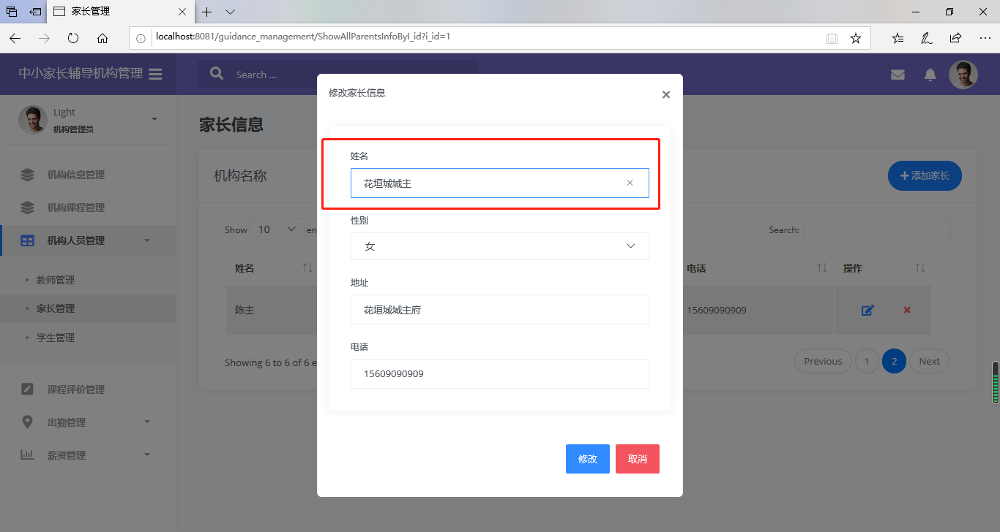 家长管理
localhost:8081/guidance_management/ShowAllParentsInfoByI_id?i_id=1
中小家长辅导机构管理
Search ...
Light
机构管理员
机构信息管理
机构课程管理
机构人员管理
教师管理
家长管理
学生管理
课程评价管理
出勤管理
薪资管理
家长信息
机构名称
添加家长
Show 10 en
Search:
姓名
电话
操作
陈主
15609090909
Showing 6 to 6 of 6 e
Previous
1
2
Next
修改家长信息
姓名
花垣城城主
性别
女
地址
花垣城城主府
电话
15609090909
修改
取消